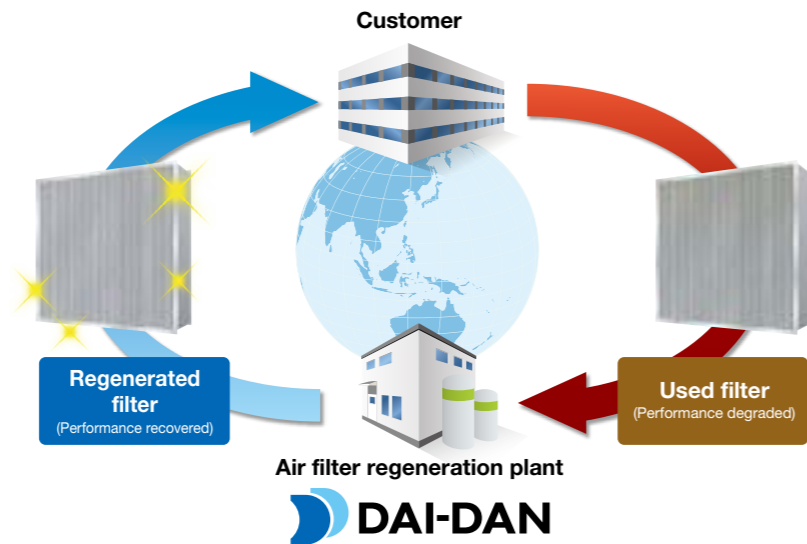 Customer
Regenerated
filter
(Performance recovered)
Used filter
(Performance degraded)
Air filter regeneration plant
DAI-DAN